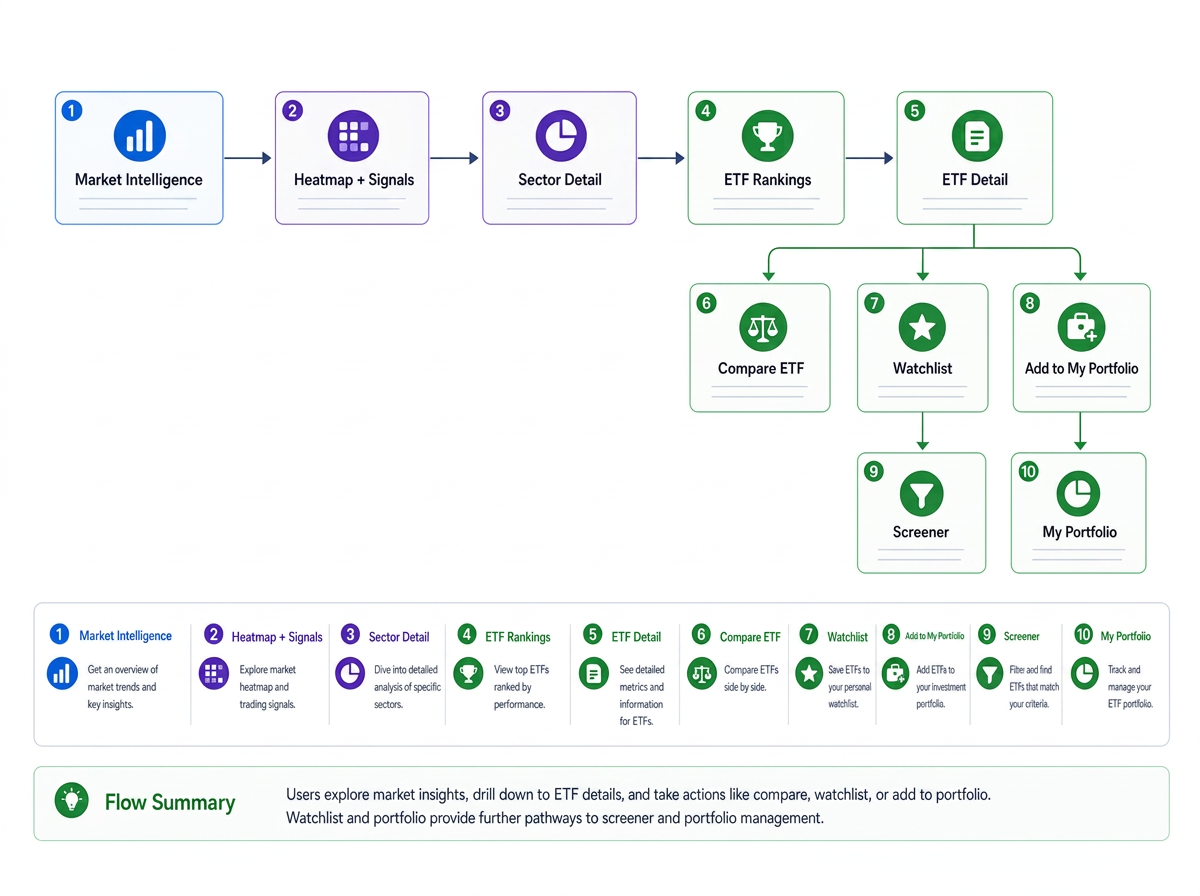 1
Market Intelligence
2
Heatmap + Signals
3
Sector Detail
4
ETF Rankings
5
ETF Detail
6
Compare ETF
7
Watchlist
8
Add to My Portfolio
9
Screener
10
My Portfolio
1 Market Intelligence
Get an overview of
market trends and
key insights.
2 Heatmap + Signals
Explore market
heatmap and
trading signals.
3 Sector Detail
Dive into detailed
analysis of specific
sectors.
4 ETF Rankings
View top ETFs
ranked by
performance.
5 ETF Detail
See detailed
metrics and
information
for ETFs.
6 Compare ETF
Compare ETFs
side by side.
7 Watchlist
Save ETFs to
your personal
watchlist.
8 Add to My Portfolio
Add ETFs to
your investment
portfolio.
9 Screener
Filter and find
ETFs that match
your criteria.
10 My Portfolio
Track and
manage your
ETF portfolio.
Flow Summary
Users explore market insights, drill down to ETF details, and take actions like compare, watchlist, or add to portfolio.
Watchlist and portfolio provide further pathways to screener and portfolio management.